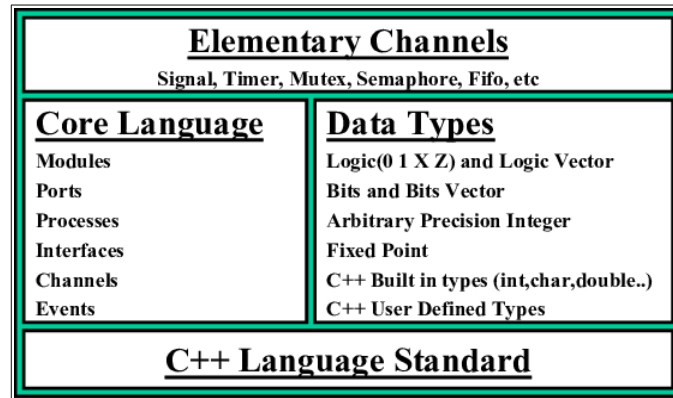 Elementary Channels
Signal, Timer, Mutex, Semaphore, Fifo, etc
Core Language
Modules
Ports
Processes
Interfaces
Channels
Events
Data Types
Logic(0 1 X Z) and Logic Vector
Bits and Bits Vector
Arbitrary Precision Integer
Fixed Point
C++ Built in types (int,char,double..)
C++ User Defined Types
C++ Language Standard